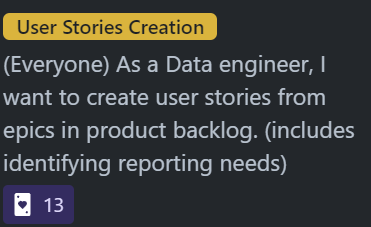 User Stories Creation
(Everyone) As a Data engineer, I
want to create user stories from
epics in product backlog. (includes
identifying reporting needs)
13